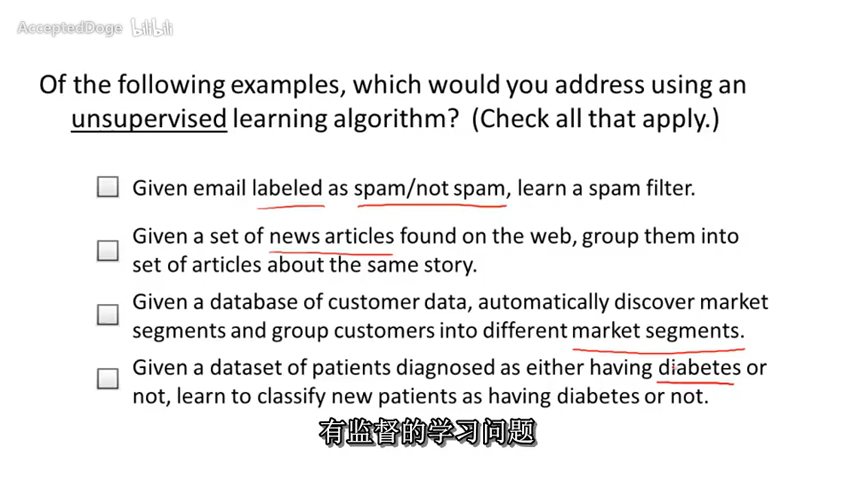 AcceptedDoge bilibili
Of the following examples, which would you address using an
unsupervised learning algorithm? (Check all that apply.)
Given email labeled as spam/not spam, learn a spam filter.
Given a set of news articles found on the web, group them into
set of articles about the same story.
Given a database of customer data, automatically discover market
segments and group customers into different market segments.
Given a dataset of patients diagnosed as either having diabetes or
not, learn to classify new patients as having diabetes or not.
有监督的学习问题